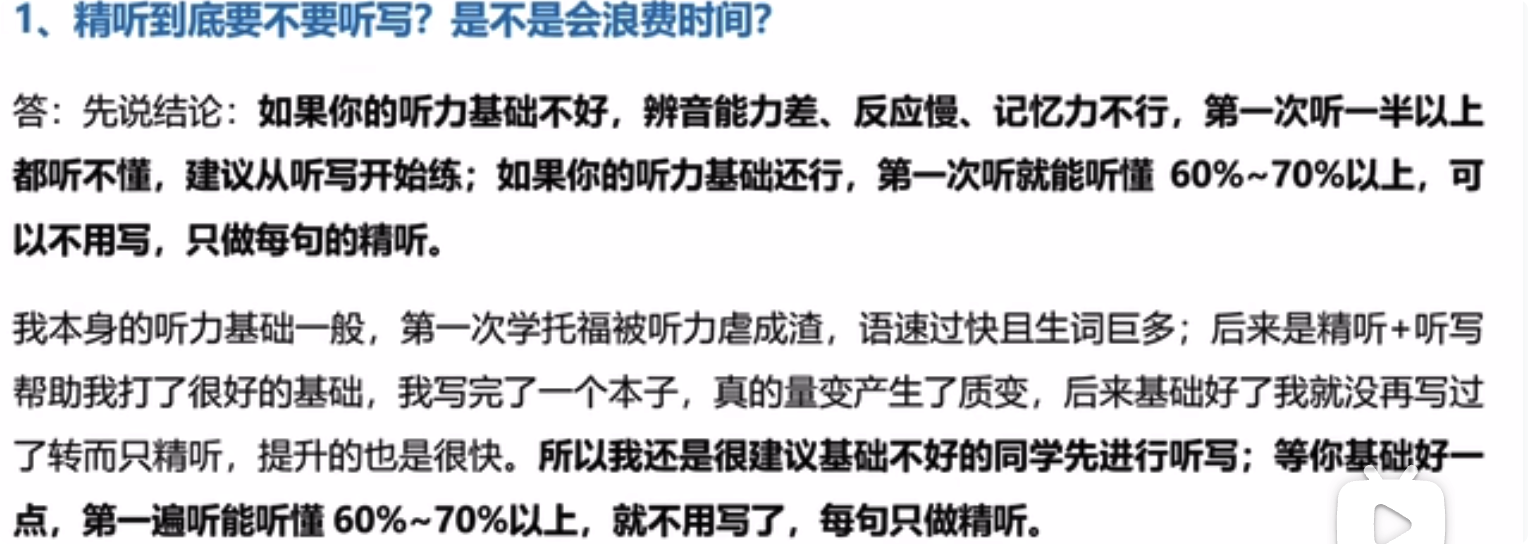 1、精听到底要不要听写？是不是会浪费时间？
答：先说结论：如果你的听力基础不好，辨音能力差、反应慢、记忆力不行，第一次听一半以上
都听不懂，建议从听写开始练；如果你的听力基础还行，第一次听就能听懂 60%~70%以上，可
以不用写，只做每句的精听。
我本身的听力基础一般，第一次学托福被听力虐成渣，语速过快且生词巨多；后来是精听+听写
帮助我打了很好的基础，我写完了一个本子，真的量变产生了质变，后来基础好了我就没再写过
了转而只精听，提升的也是很快。所以我还是很建议基础不好的同学先进行听写；等你基础好一
点，第一遍听能听懂 60%~70%以上，就不用写了，每句只做精听。